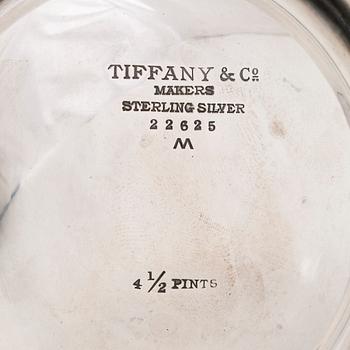 TIFFANY & Co
MAKERS
STERLING SILVER
22625
M
4 1/2 PINTS